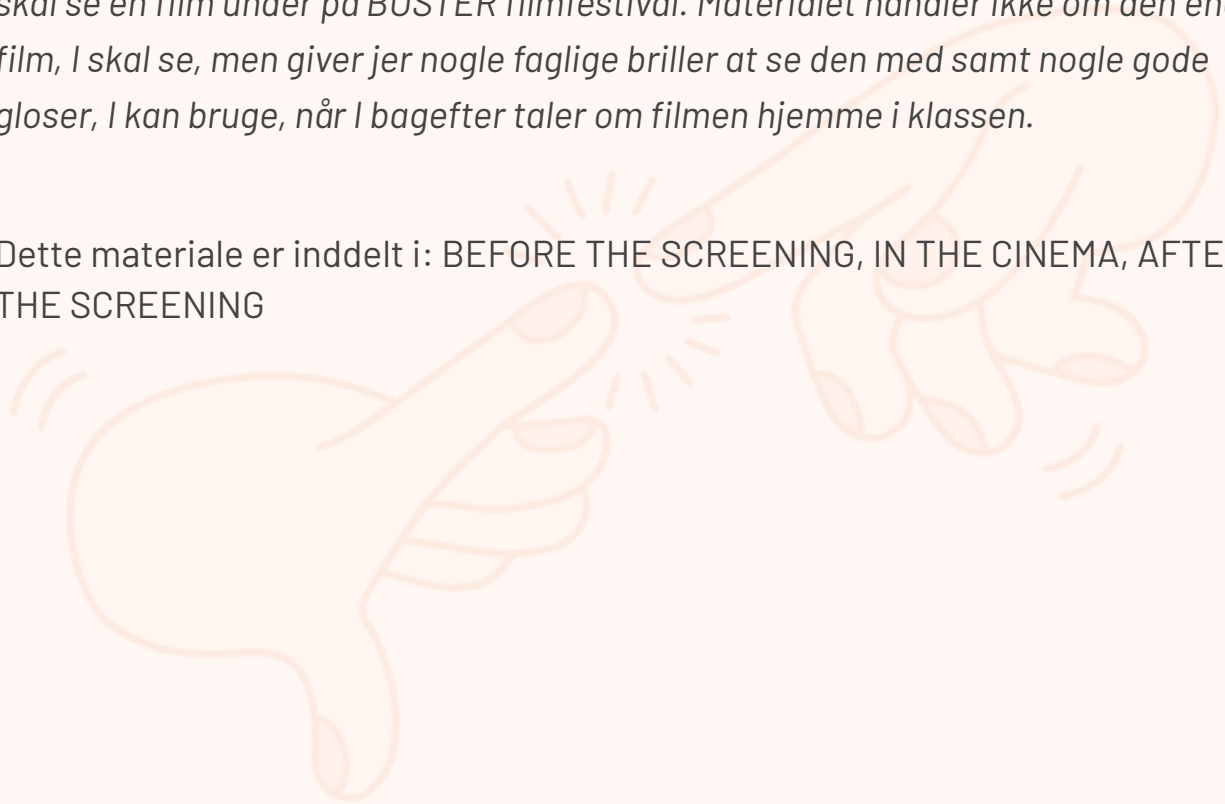 skal se en film under på BUSTER filmfestival. Materialet handler ikke om den
film, I skal se, men giver jer nogle faglige briller at se den med samt nogle gode
gloser, I kan bruge, når I bagefter taler om filmen hjemme i klassen.
Dette materiale er inddelt i: BEFORE THE SCREENING, IN THE CINEMA, AFTE
THE SCREENING